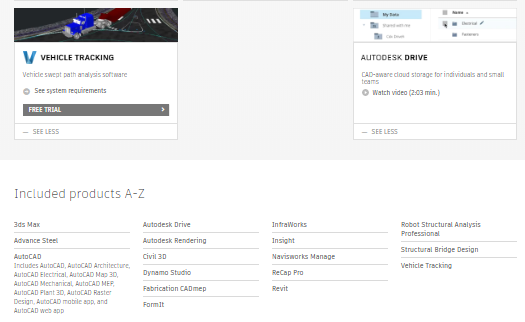 My Data
Shared with Me
Name
Electrical
Fasteners
VEHICLE TRACKING
Vehicle swept path analysis software
See system requirements
FREE TRIAL
— SEE LESS
AUTODESK DRIVE
CAD-aware cloud storage for individuals and small
teams
Watch video (2:03 min.)
— SEE LESS
Included products A-Z
3ds Max
Advance Steel
AutoCAD
Includes AutoCAD, AutoCAD Architecture,
AutoCAD Electrical, AutoCAD Map 3D,
AutoCAD Mechanical, AutoCAD MEP,
AutoCAD Plant 3D, AutoCAD Raster
Design, AutoCAD mobile app, and
AutoCAD web app
Autodesk Drive
Autodesk Rendering
Civil 3D
Dynamo Studio
Fabrication CADmep
FormIt
InfraWorks
Insight
Navisworks Manage
ReCap Pro
Revit
Robot Structural Analysis
Professional
Structural Bridge Design
Vehicle Tracking